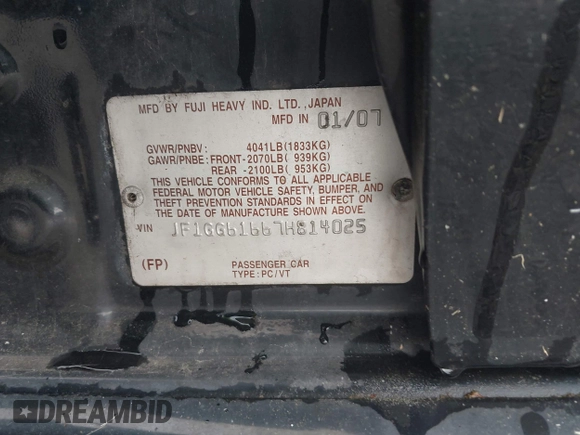 MFD BY FUJI HEAVY IND. LTD.,JAPAN
MFD IN 01/07
GVWR/PNBV: 4041LB(1833KG)
GAWR/PNBE: FRONT-2070LB( 939KG)
REAR -2100LB( 953KG)
THIS VEHICLE CONFORMS TO ALL APPLICABLE
FEDERAL MOTOR VEHICLE SAFETY, BUMPER, AND
THEFT PREVENTION STANDARDS IN EFFECT ON
THE DATE OF MANUFACTURE SHOWN ABOVE.
VIN JF1GG61667H814025
(FP) PASSENGER CAR
TYPE: PC/VT
DREAMBID